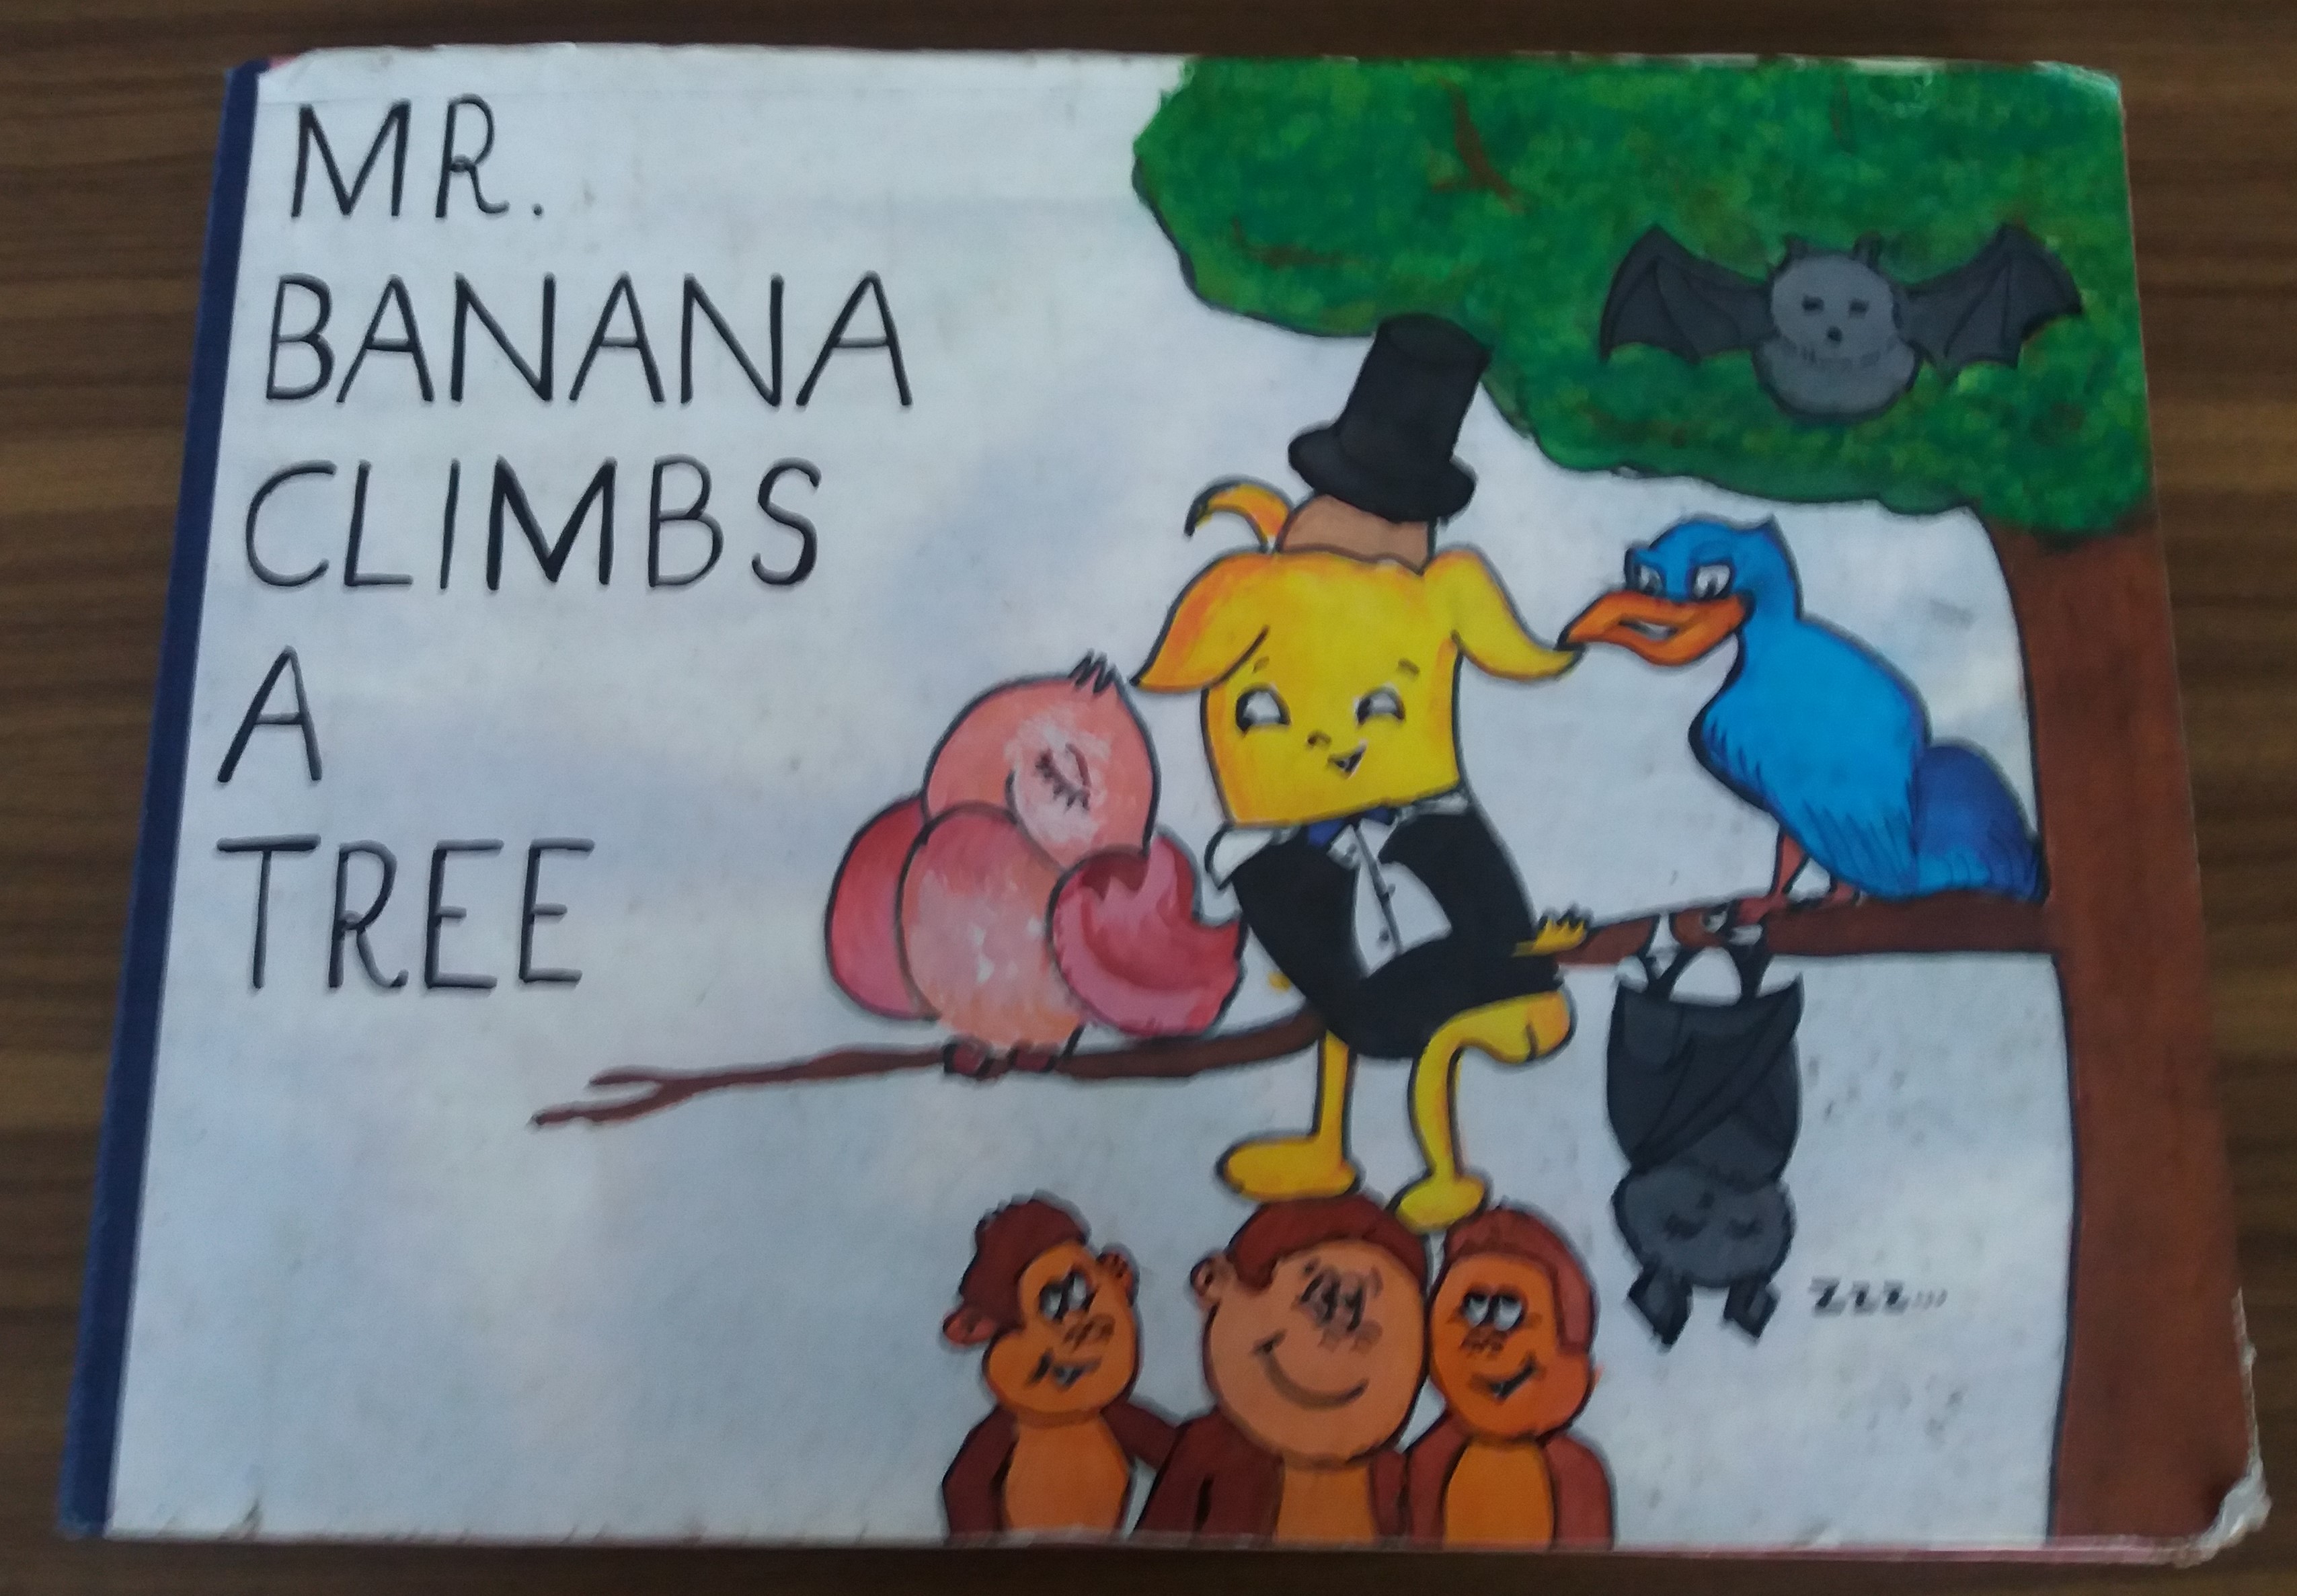 MR.
BANANA
CLIMBS
A
TREE
ZZZ...